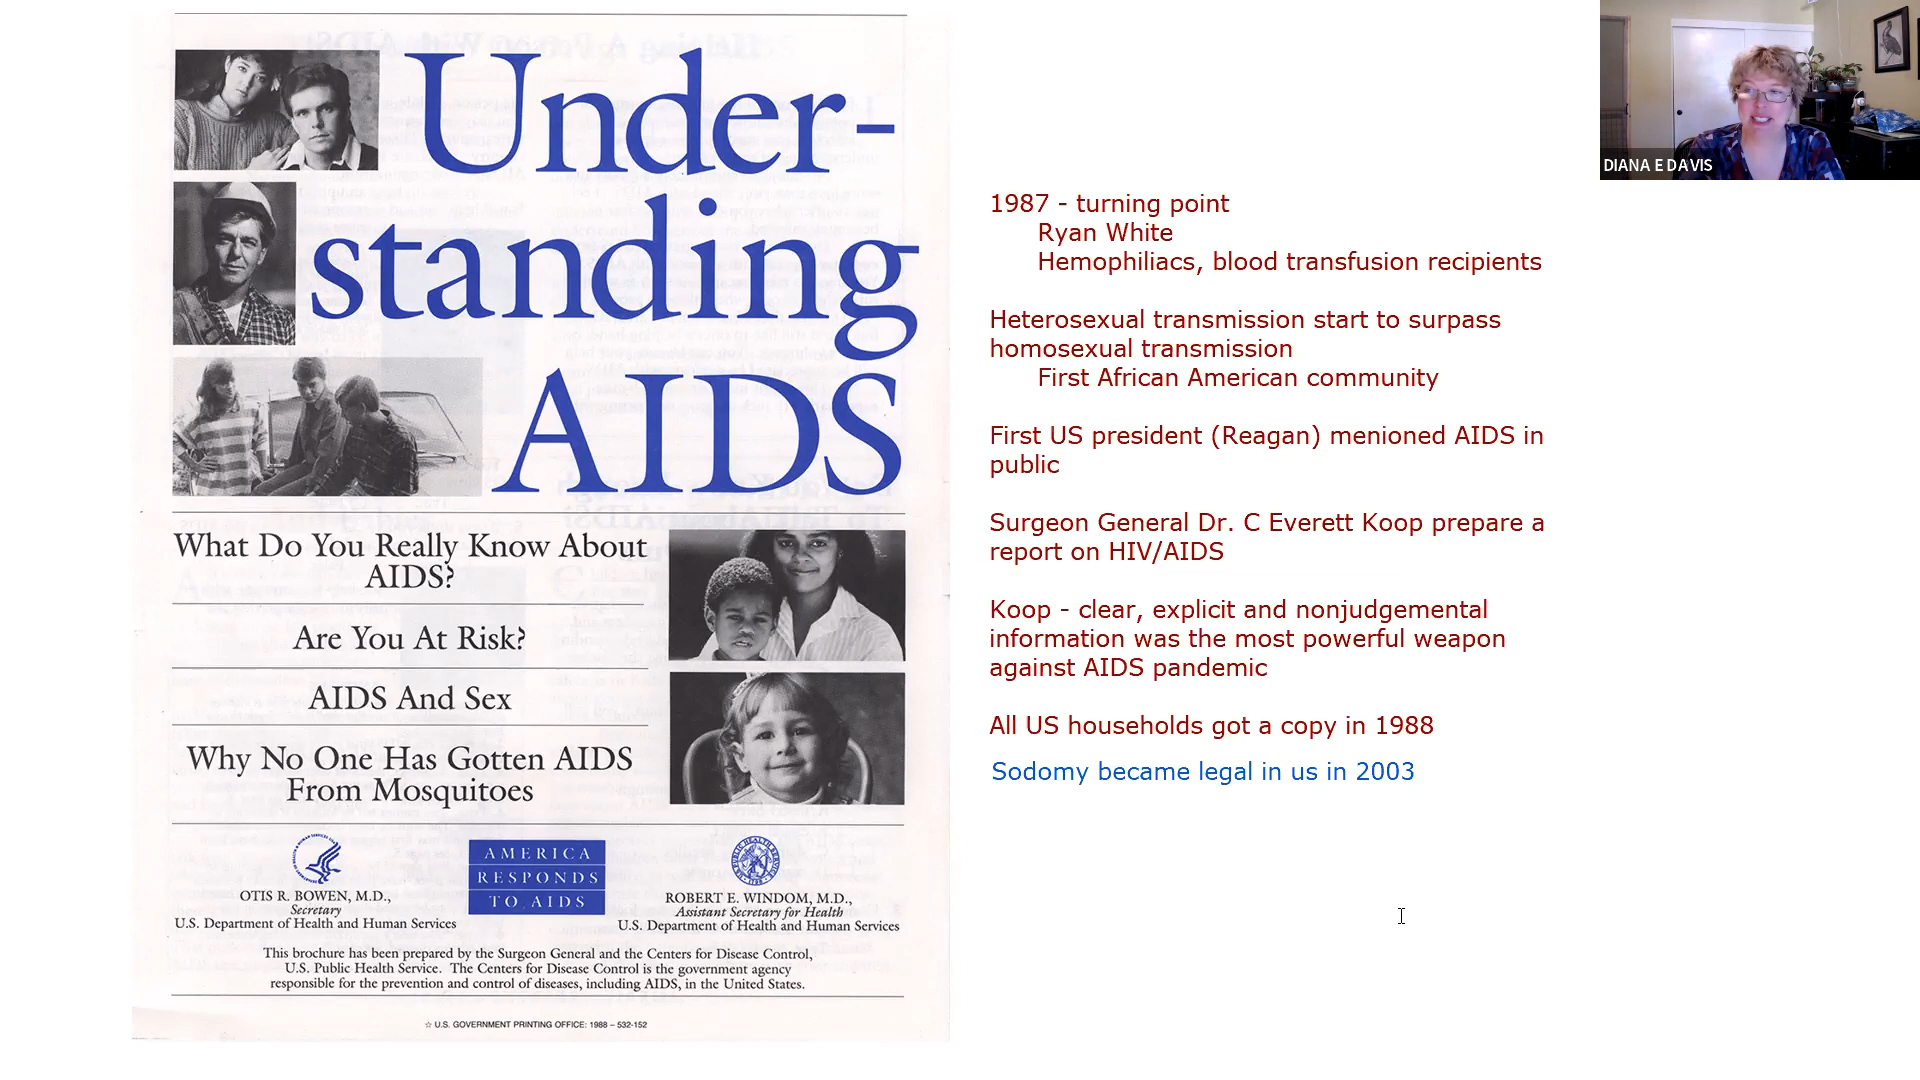 Under-
standing
AIDS
What Do You Really Know About
AIDS?
Are You At Risk?
AIDS And Sex
Why No One Has Gotten AIDS
From Mosquitoes
OTIS R. BOWEN, M.D.,
Secretary
U.S. Department of Health and Human Services
AMERICA
RESPONDS
TO AIDS
ROBERT E. WINDOM, M.D.,
Assistant Secretary for Health
U.S. Department of Health and Human Services
This brochure has been prepared by the Surgeon General and the Centers for Disease Control,
U.S. Public Health Service. The Centers for Disease Control is the government agency
responsible for the prevention and control of diseases, including AIDS, in the United States.
☆ U.S. GOVERNMENT PRINTING OFFICE: 1988 – 532-152
1987 - turning point
Ryan White
Hemophiliacs, blood transfusion recipients
Heterosexual transmission start to surpass
homosexual transmission
First African American community
First US president (Reagan) menioned AIDS in
public
Surgeon General Dr. C Everett Koop prepare a
report on HIV/AIDS
Koop - clear, explicit and nonjudgemental
information was the most powerful weapon
against AIDS pandemic
All US households got a copy in 1988
Sodomy became legal in us in 2003
DIANA E DAVIS